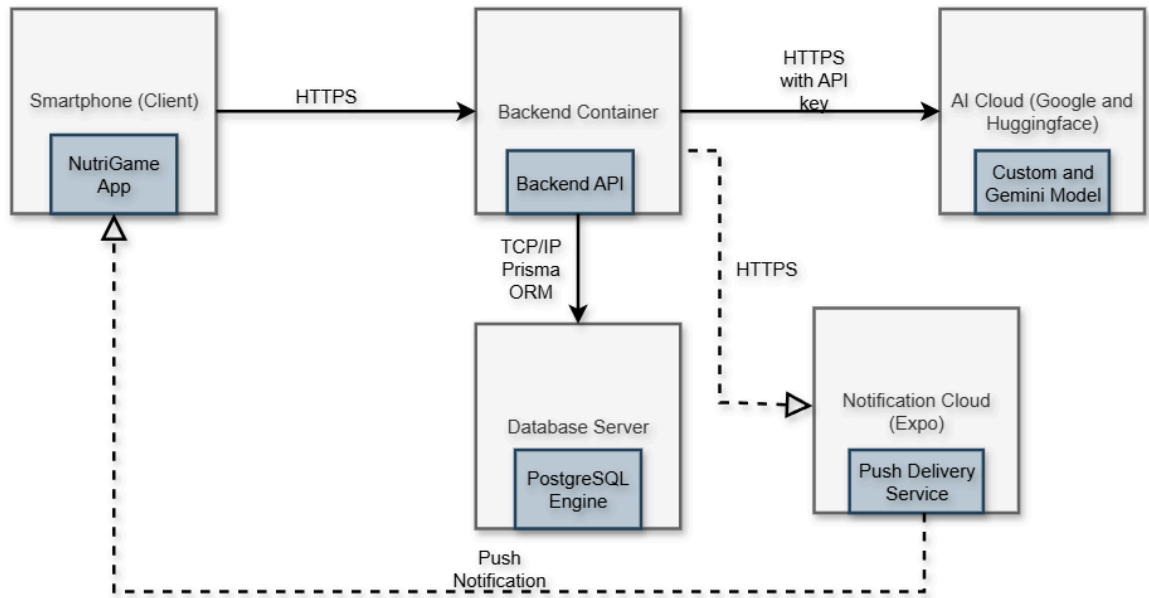 Smartphone (Client)
NutriGame
App
HTTPS
Backend Container
Backend API
HTTPS
with API
key
AI Cloud (Google and
Huggingface)
Custom and
Gemini Model
TCP/IP
Prisma
ORM
HTTPS
Database Server
PostgreSQL
Engine
Notification Cloud
(Expo)
Push Delivery
Service
Push
Notification